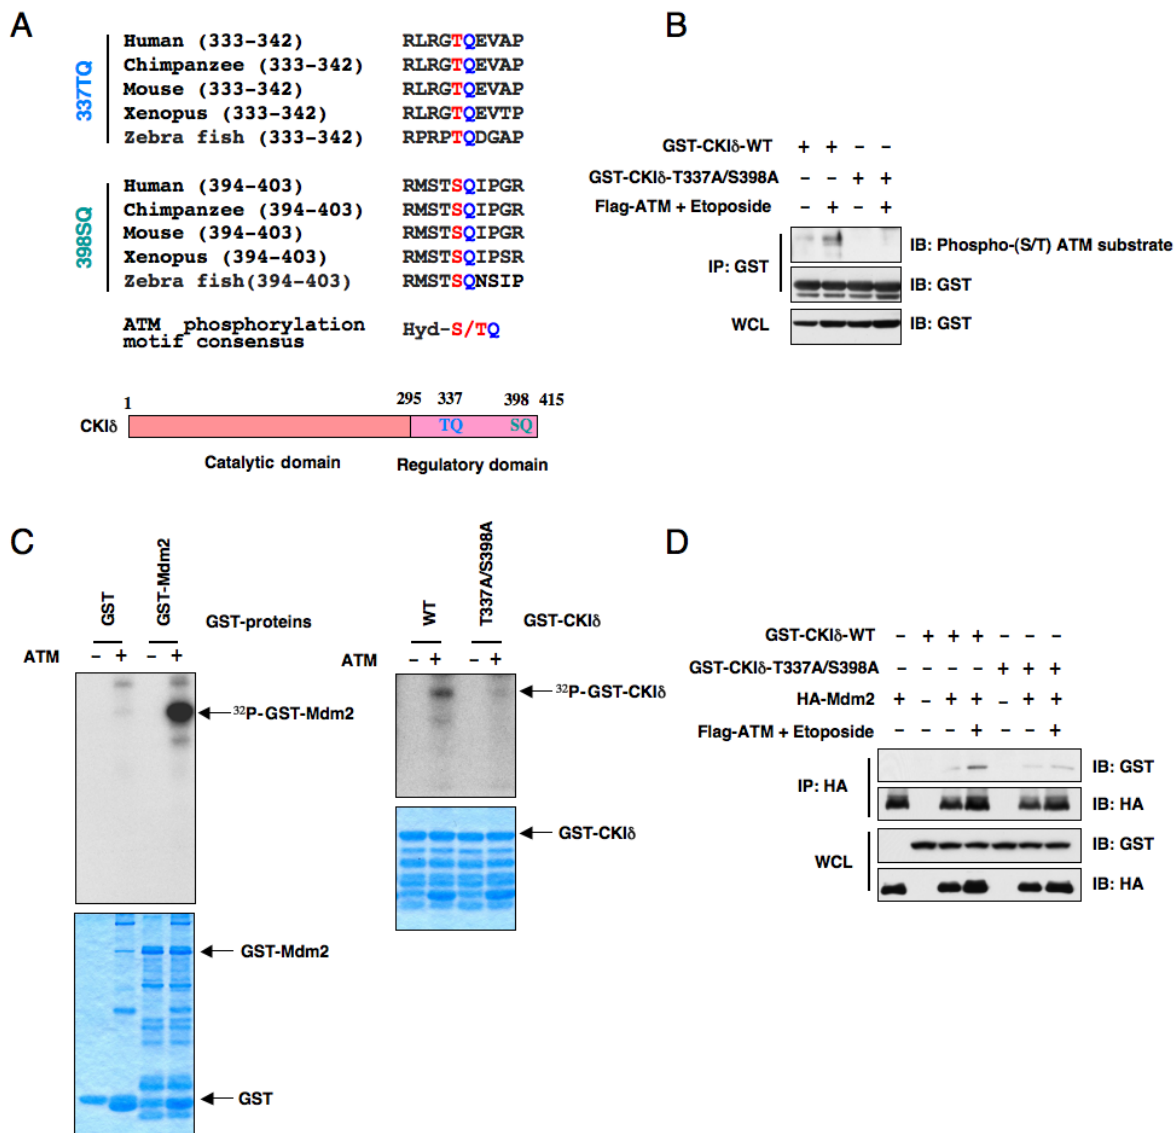 A
337TQ
Human (333-342) RLRGTQEVAP
Chimpanzee (333-342) RLRGTQEVAP
Mouse (333-342) RLRGTQEVAP
Xenopus (333-342) RLRGTQEVTP
Zebra fish (333-342) RPRPTQDGAP
398SQ
Human (394-403) RMSTSQIPGR
Chimpanzee (394-403) RMSTSQIPGR
Mouse (394-403) RMSTSQIPGR
Xenopus (394-403) RMSTSQIPSR
Zebra fish(394-403) RMSTSQNSIP
ATM phosphorylation
motif consensus
Hyd-S/TQ
1 295 337 398 415
CKIδ TQ SQ
Catalytic domain Regulatory domain
B
GST-CKIδ-WT + + – –
GST-CKIδ-T337A/S398A – – + +
Flag-ATM + Etoposide – + – +
IP: GST
IB: Phospho-(S/T) ATM substrate
IB: GST
WCL IB: GST
C
GST GST-Mdm2 GST-proteins
ATM – + – +
32P-GST-Mdm2
GST-Mdm2
GST
WT T337A/S398A GST-CKIδ
ATM – + – +
32P-GST-CKIδ
GST-CKIδ
D
GST-CKIδ-WT – + + + – – –
GST-CKIδ-T337A/S398A – – – – + + +
HA-Mdm2 + – + + – + +
Flag-ATM + Etoposide – – – + – – +
IP: HA
IB: GST
IB: HA
WCL
IB: GST
IB: HA